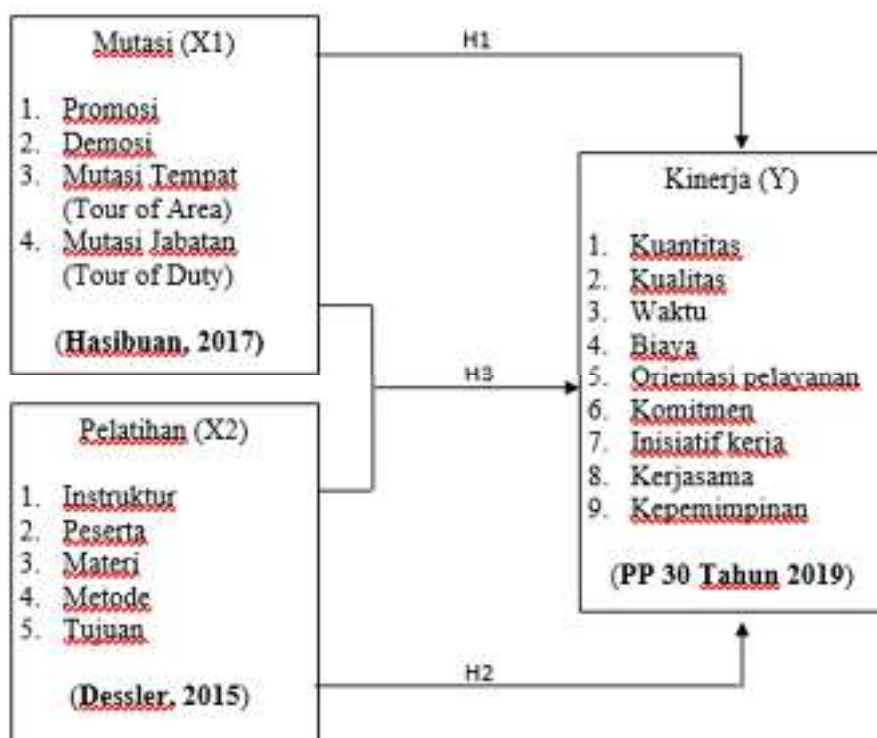 Mutasi (X1)
1. Promosi
2. Demosi
3. Mutasi Tempat
(Tour of Area)
4. Mutasi Jabatan
(Tour of Duty)
(Hasibuan, 2017)
Pelatihan (X2)
1. Instruktur
2. Peserta
3. Materi
4. Metode
5. Tujuan
(Dessler, 2015)
H1
H3
H2
Kinerja (Y)
1. Kuantitas
2. Kualitas
3. Waktu
4. Biaya
5. Orientasi pelayanan
6. Komitmen
7. Inisiatif kerja
8. Kerjasama
9. Kepemimpinan
(PP 30 Tahun 2019)